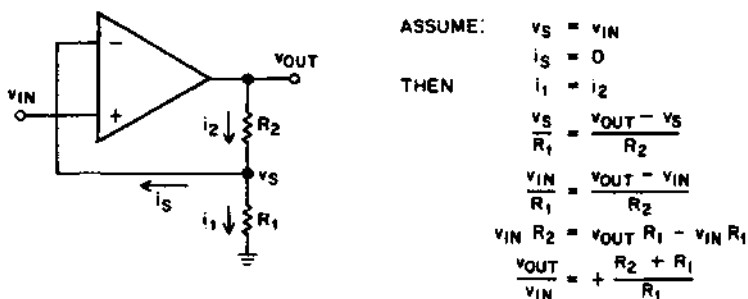 −
+
vIN
vOUT
i2 ↓ R2
vS
← iS
i1 ↓ R1
ASSUME: vS = vIN
iS = 0
THEN i1 = i2
vS / R1 = (vOUT − vS) / R2
vIN / R1 = (vOUT − vIN) / R2
vIN R2 = vOUT R1 − vIN R1
vOUT / vIN = + (R2 + R1) / R1